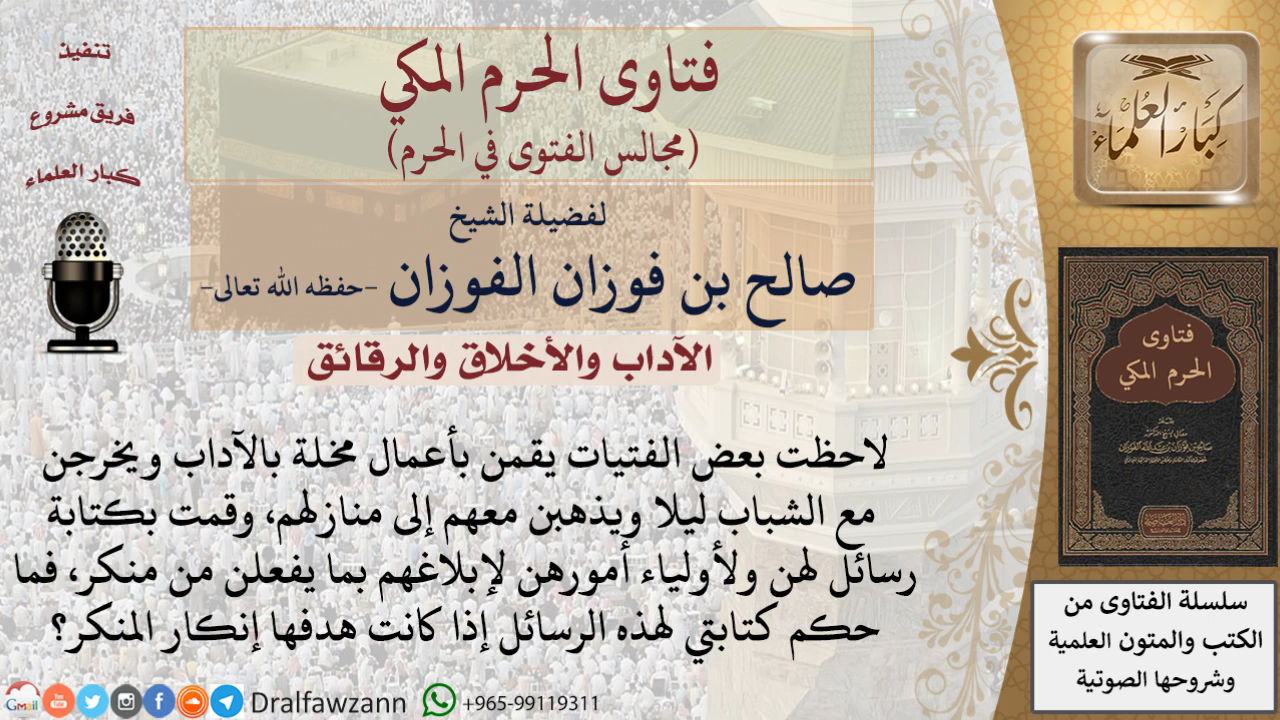 تنفيذ
فريق مشروع
كبار العلماء
فتاوى الحرم المكي
(مجالس الفتوى في الحرم)
لفضيلة الشيخ
صالح بن فوزان الفوزان -حفظه الله تعالى-
الآداب والأخلاق والرقائق
لاحظت بعض الفتيات يقمن بأعمال مخلة بالآداب ويخرجن
مع الشباب ليلا ويذهبن معهم إلى منازلهم، وقمت بكتابة
رسائل لهن ولأولياء أمورهن لإبلاغهم بما يفعلن من منكر، فما
حكم كتابتي لهذه الرسائل إذا كانت هدفها إنكار المنكر؟
كبار العلماء
فتاوى
الحرم المكي
سلسلة الفتاوى من
الكتب والمتون العلمية
وشروحها الصوتية
Gmail
You
Tube
Dralfawzann
+965-99119311